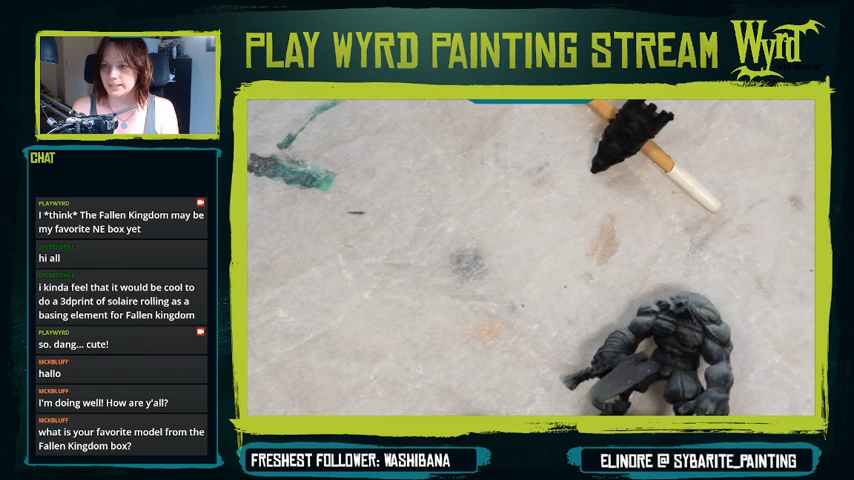 PLAY WYRD PAINTING STREAM
Wyrd
CHAT
PLAYWYRD
I *think* The Fallen Kingdom may be
my favorite NE box yet
hi all
i kinda feel that it would be cool to
do a 3dprint of solaire rolling as a
basing element for Fallen kingdom
PLAYWYRD
so. dang... cute!
MCKBLUFF
hallo
MCKBLUFF
I'm doing well! How are y'all?
MCKBLUFF
what is your favorite model from the
Fallen Kingdom box?
FRESHEST FOLLOWER: WASHIBANA
ELINORE @ SYBARITE_PAINTING